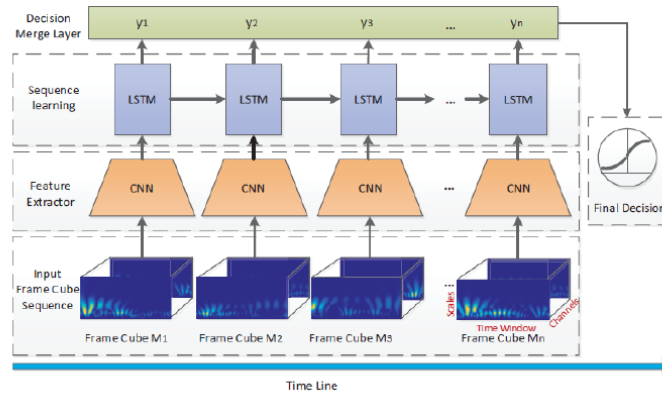 Decision
Merge Layer
y1
y2
y3
...
yn
Sequence
learning
LSTM
LSTM
LSTM
...
LSTM
Feature
Extractor
CNN
CNN
CNN
...
CNN
Final Decision
Input
Frame Cube
Sequence
...
Scales
Time Window
Channels
Frame Cube M1
Frame Cube M2
Frame Cube M3
Frame Cube Mn
Time Line